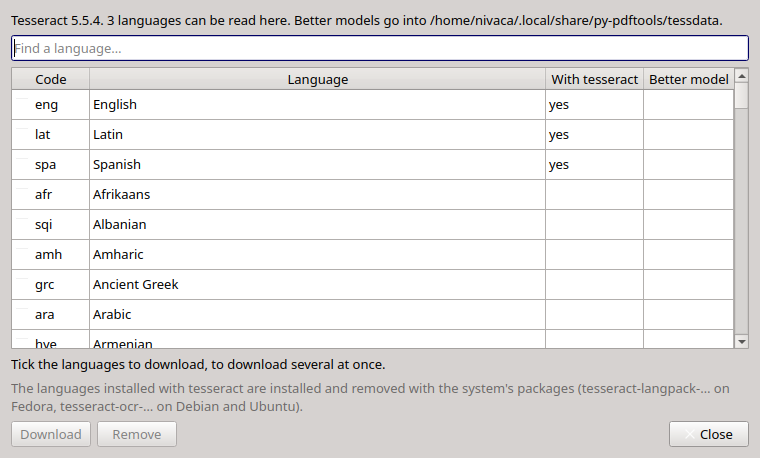 Tesseract 5.5.4. 3 languages can be read here. Better models go into /home/nivaca/.local/share/py-pdftools/tessdata.
Find a language...
Code Language With tesseract Better model
eng English yes
lat Latin yes
spa Spanish yes
afr Afrikaans
sqi Albanian
amh Amharic
grc Ancient Greek
ara Arabic
hye Armenian
Tick the languages to download, to download several at once.
The languages installed with tesseract are installed and removed with the system's packages (tesseract-langpack-... on
Fedora, tesseract-ocr-... on Debian and Ubuntu).
Download Remove Close